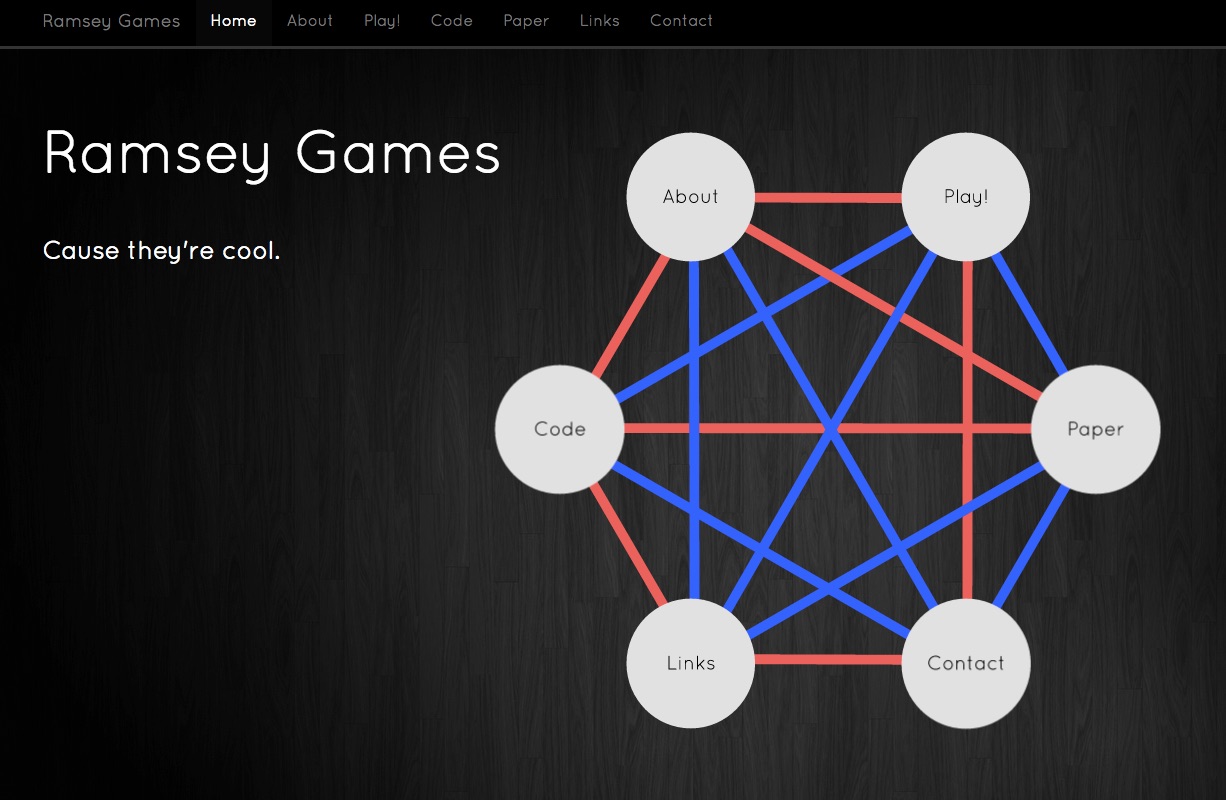 Ramsey Games Home About Play! Code Paper Links Contact
Ramsey Games
Cause they're cool.
About
Play!
Code
Paper
Links
Contact